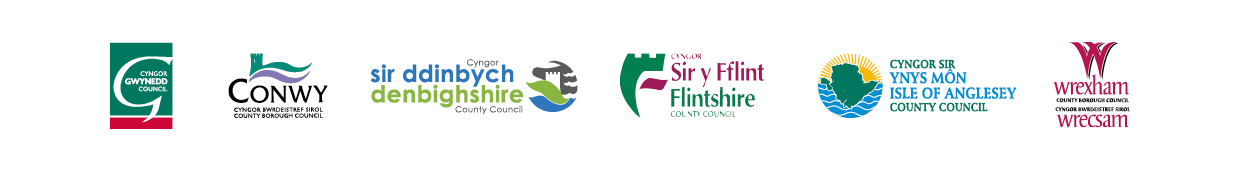 CYNGOR
GWYNEDD
COUNCIL
CONWY
CYNGOR BWRDEISTREF SIROL
COUNTY BOROUGH COUNCIL
Cyngor
sir ddinbych
denbighshire
County Council
CYNGOR
Sir y Fflint
Flintshire
COUNTY COUNCIL
CYNGOR SIR
YNYS MÔN
ISLE OF ANGLESEY
COUNTY COUNCIL
wrexham
COUNTY BOROUGH COUNCIL
CYNGOR BWRDEISTREF SIROL
wrecsam